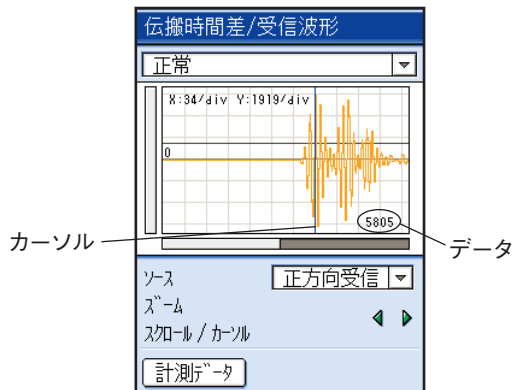 伝搬時間差/受信波形
正常
X:34/div Y:1919/div
0
5805
カーソル
データ
ソース
正方向受信
ズーム
スクロール / カーソル
計測データ